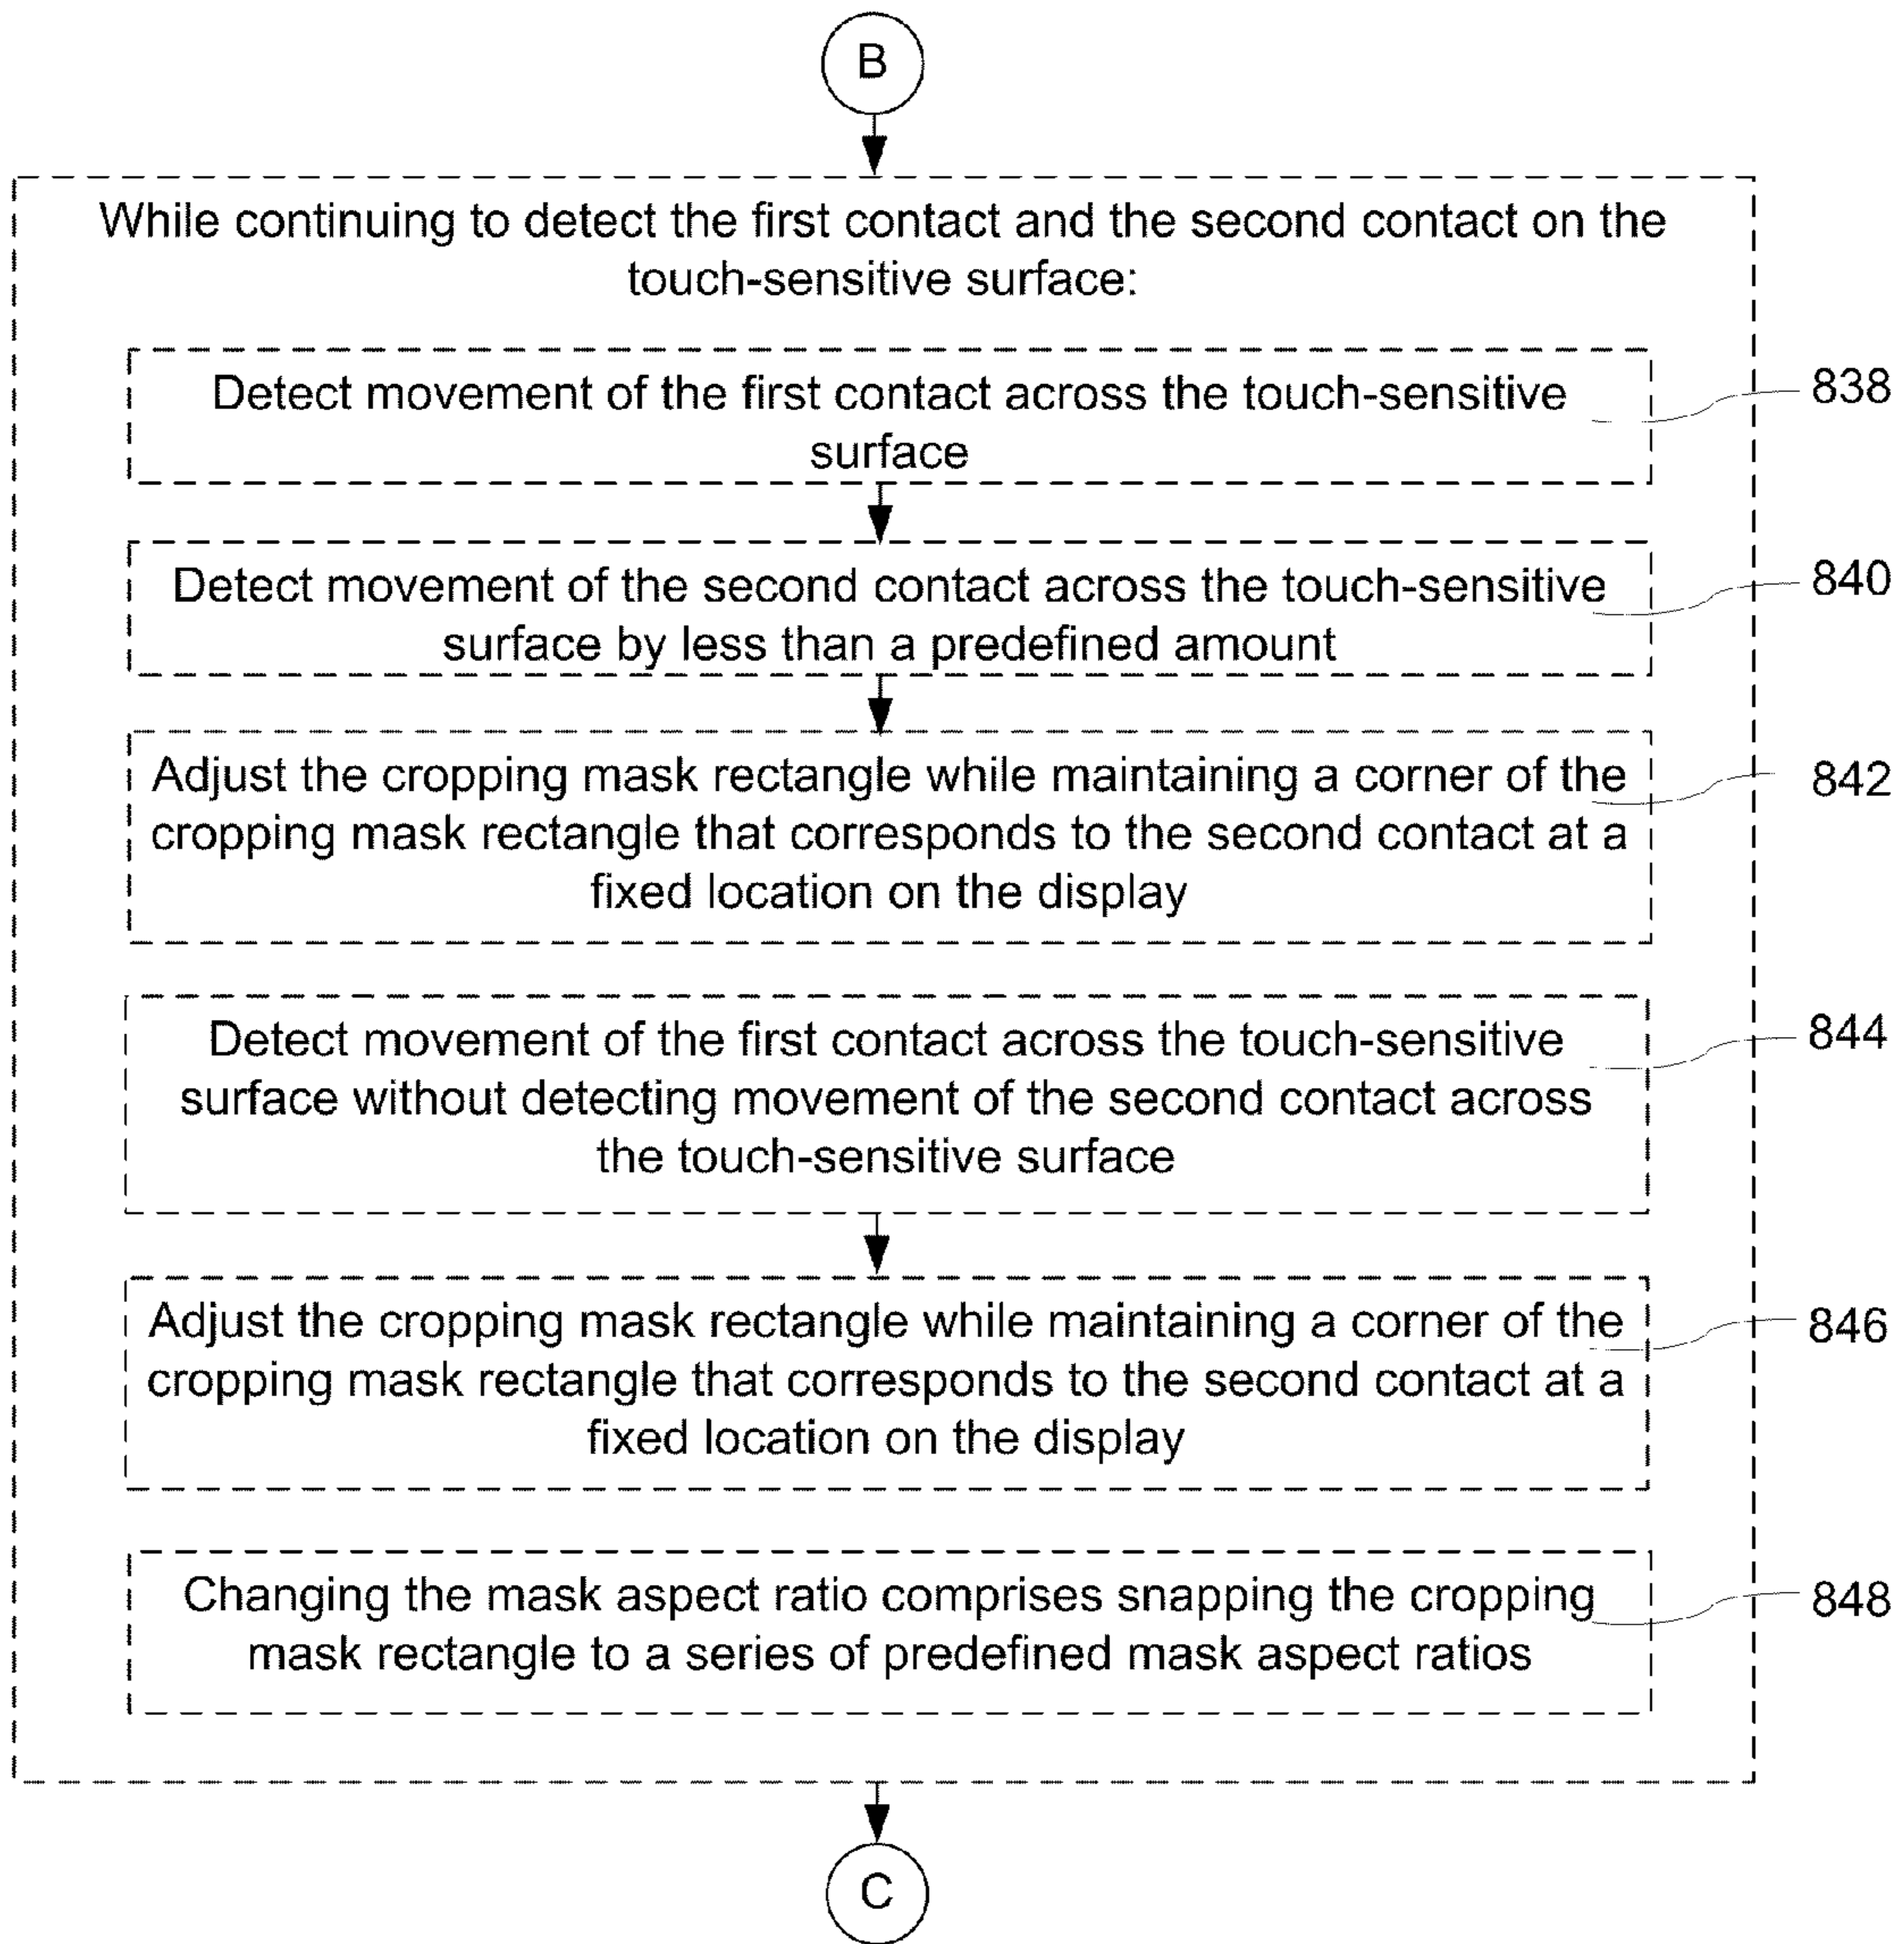 B
While continuing to detect the first contact and the second contact on the
touch-sensitive surface:
Detect movement of the first contact across the touch-sensitive
surface
838
Detect movement of the second contact across the touch-sensitive
surface by less than a predefined amount
840
Adjust the cropping mask rectangle while maintaining a corner of the
cropping mask rectangle that corresponds to the second contact at a
fixed location on the display
842
Detect movement of the first contact across the touch-sensitive
surface without detecting movement of the second contact across
the touch-sensitive surface
844
Adjust the cropping mask rectangle while maintaining a corner of the
cropping mask rectangle that corresponds to the second contact at a
fixed location on the display
846
Changing the mask aspect ratio comprises snapping the cropping
mask rectangle to a series of predefined mask aspect ratios
848
C